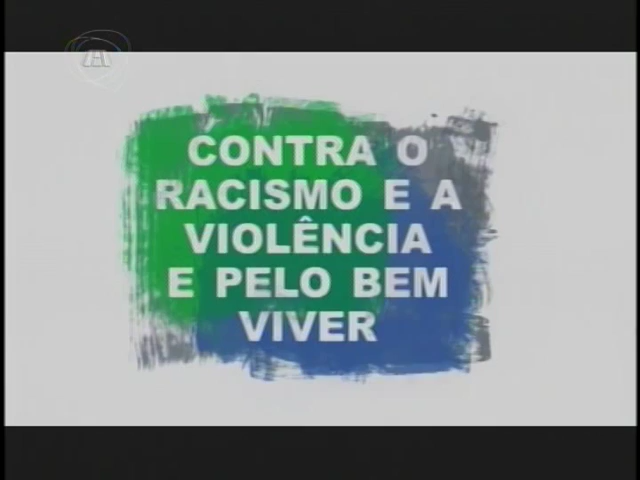 CONTRA O
RACISMO E A
VIOLÊNCIA
E PELO BEM
VIVER